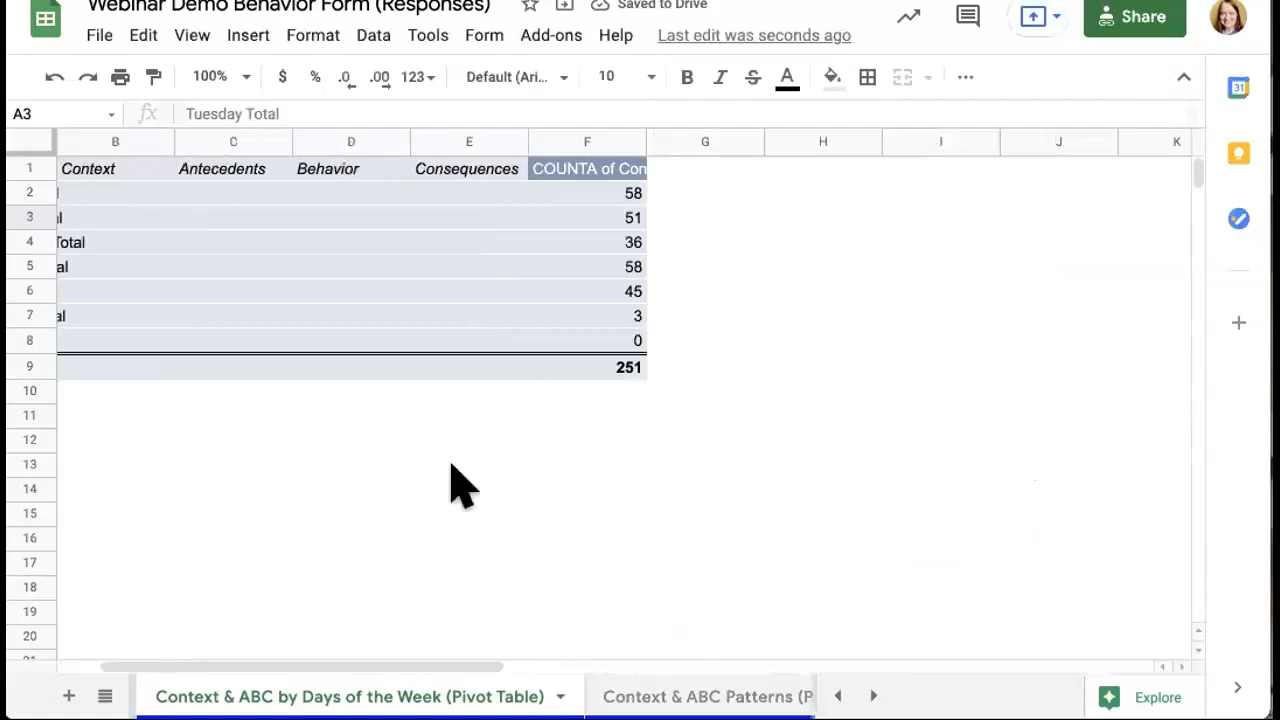 Webinar Demo Behavior Form (Responses)
Saved to Drive
File Edit View Insert Format Data Tools Form Add-ons Help Last edit was seconds ago
Share
100% $ % .0 .00 123 Default (Ari... 10 B I S A
A3 fx Tuesday Total
B C D E F G H I J K
1 Context Antecedents Behavior Consequences COUNTA of Con
2 58
3 51
4 Total 36
5 al 58
6 45
7 al 3
8 0
9 251
10
11
12
13
14
15
16
17
18
19
20
Context & ABC by Days of the Week (Pivot Table) Context & ABC Patterns (P
Explore
31